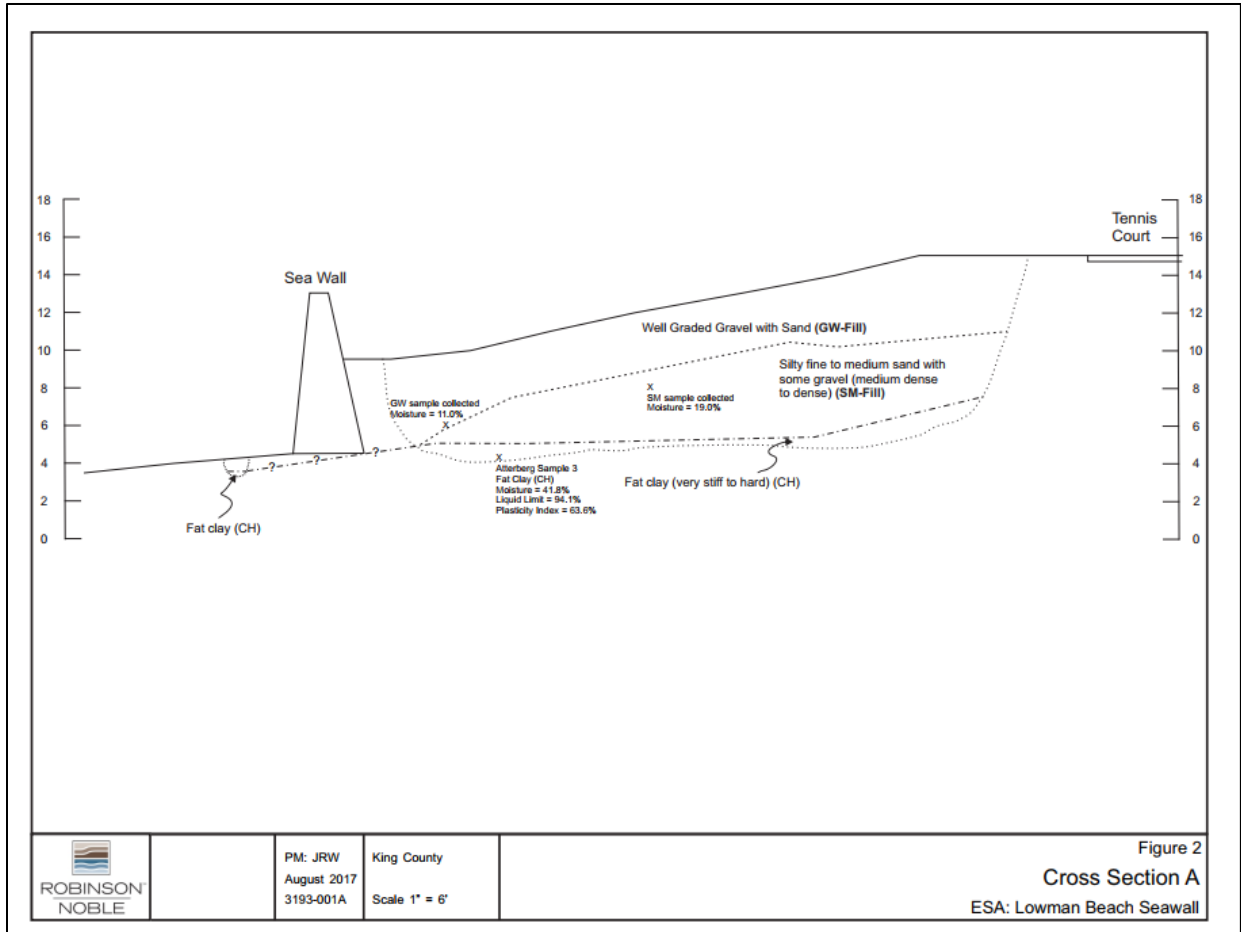 18
16
14
12
10
8
6
4
2
0
18
16
14
12
10
8
6
4
2
0
Tennis
Court
Sea Wall
Well Graded Gravel with Sand (GW-Fill)
Silty fine to medium sand with
some gravel (medium dense
to dense) (SM-Fill)
X
SM sample collected
Moisture = 19.0%
GW sample collected
Moisture = 11.0%
X
? ? ?
X
Atterberg Sample 3
Fat Clay (CH)
Moisture = 41.8%
Liquid Limit = 94.1%
Plasticity Index = 63.6%
Fat clay (very stiff to hard) (CH)
Fat clay (CH)
ROBINSON
NOBLE
PM: JRW
August 2017
3193-001A
King County
Scale 1" = 6'
Figure 2
Cross Section A
ESA: Lowman Beach Seawall